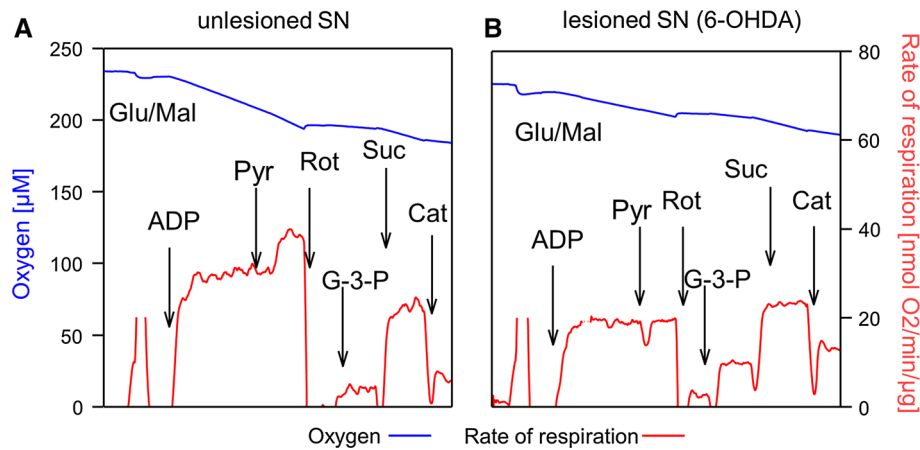 A
unlesioned SN
B
lesioned SN (6-OHDA)
Oxygen [µM]
250
200
150
100
50
0
Glu/Mal
ADP
Pyr
Rot
G-3-P
Suc
Cat
Glu/Mal
ADP
Pyr
Rot
G-3-P
Suc
Cat
80
60
40
20
0
Rate of respiration [nmol O2/min/µg]
Oxygen
Rate of respiration